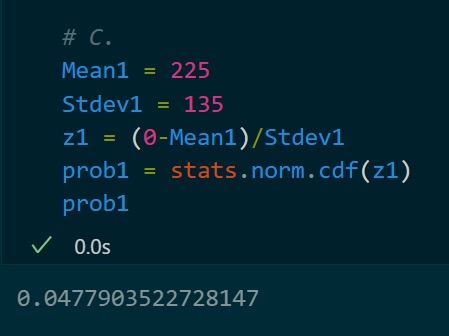 # C.
Mean1 = 225
Stdev1 = 135
z1 = (0-Mean1)/Stdev1
prob1 = stats.norm.cdf(z1)
prob1
0.0s
0.0477903522728147